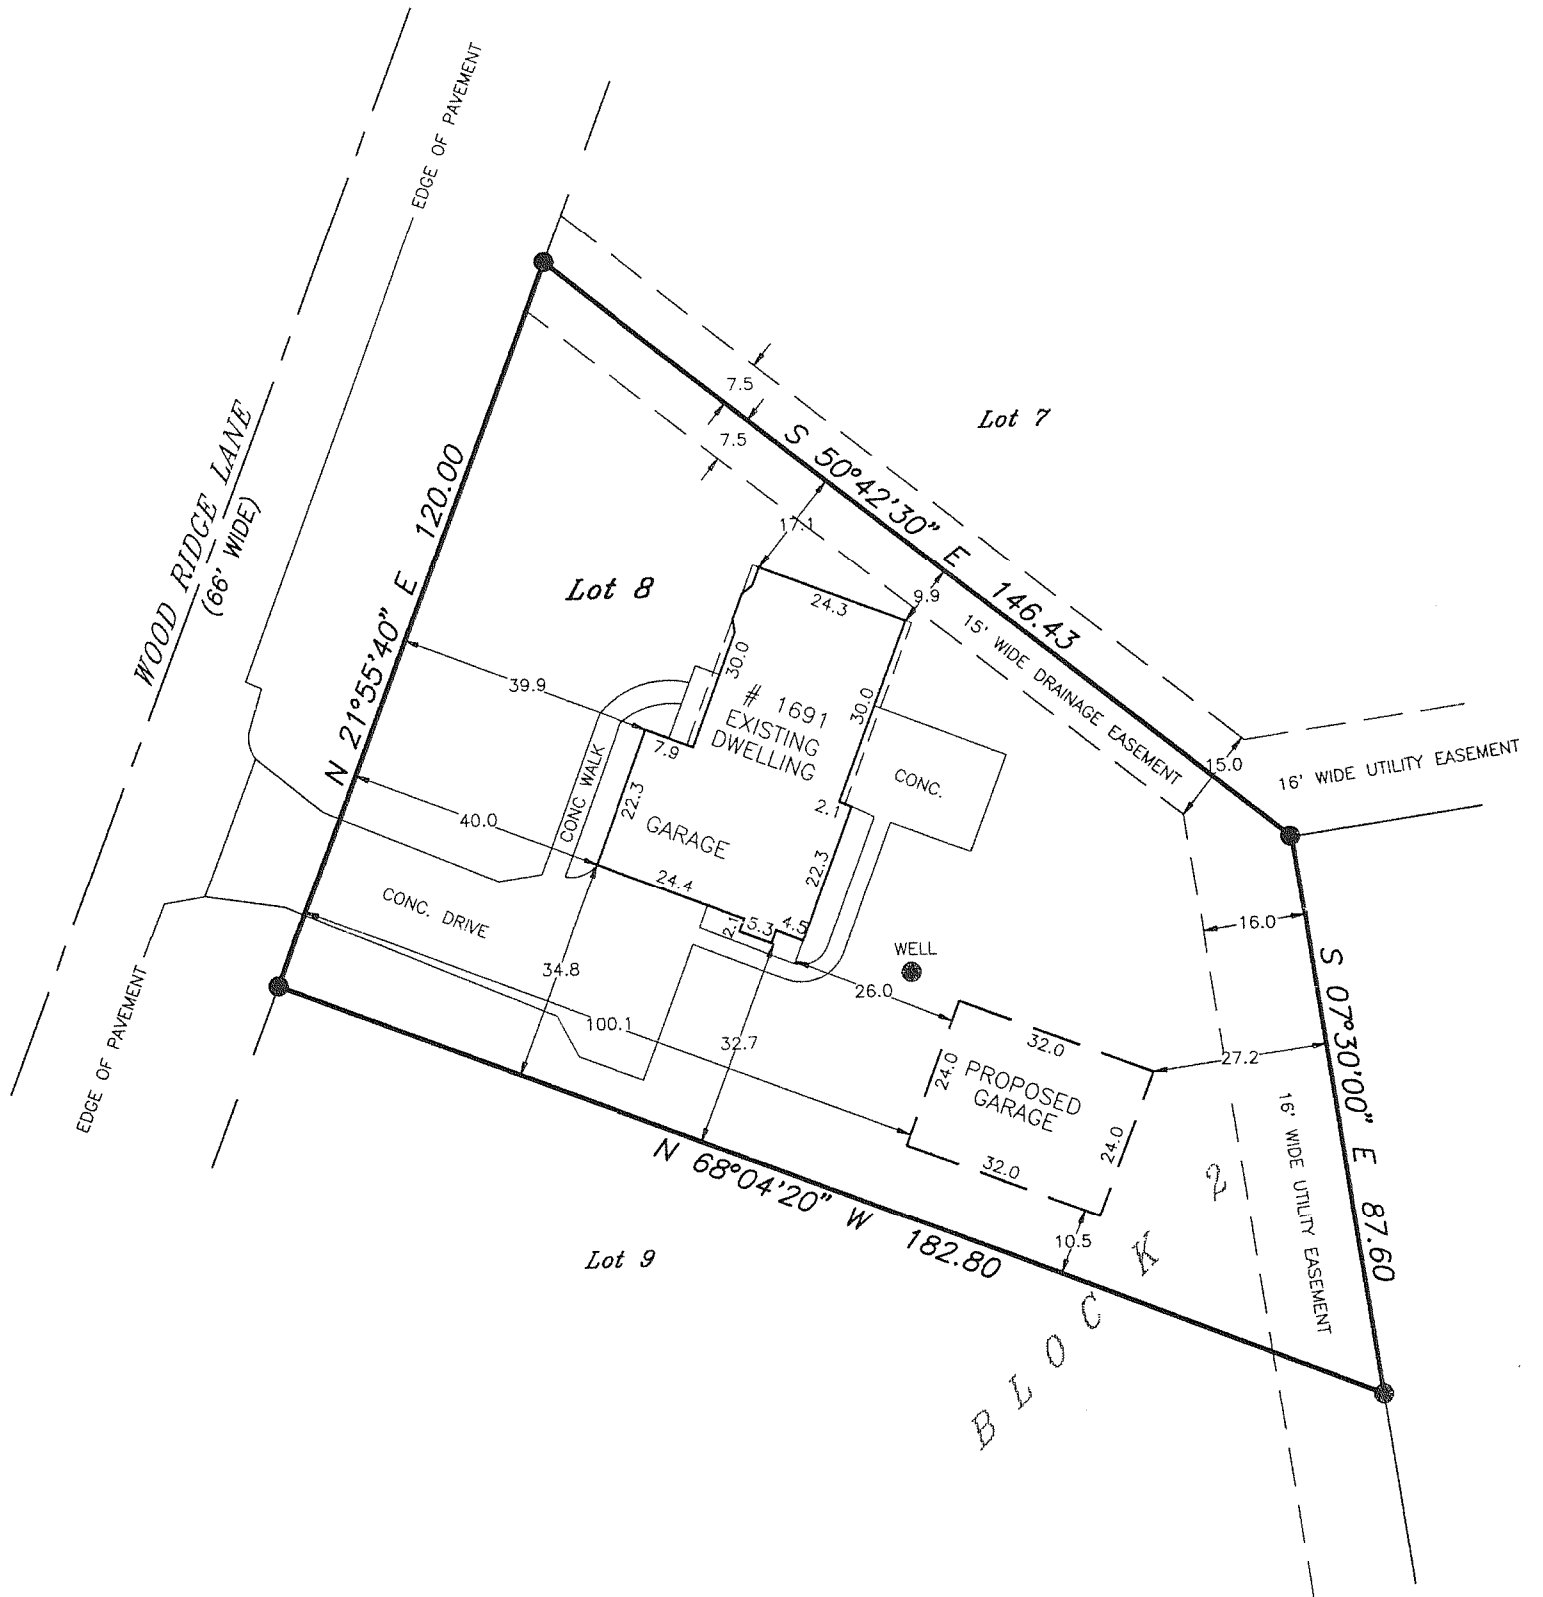 EDGE OF PAVEMENT
WOOD RIDGE LANE
(66' WIDE)
N 21°55'40" E 120.00
Lot 7
7.5
7.5
S 50°42'30" E 146.43
17.1
Lot 8
24.3
9.9
15' WIDE DRAINAGE EASEMENT
39.9
30.0
# 1691
EXISTING
DWELLING
30.0
7.9
CONC WALK
22.3
GARAGE
2.1
CONC.
15.0
16' WIDE UTILITY EASEMENT
40.0
24.4
22.3
CONC. DRIVE
2.1
5.3
4.5
16.0
WELL
34.8
26.0
100.1
32.7
32.0
27.2
24.0
PROPOSED
GARAGE
24.0
32.0
S 07°30'00" E 87.60
16' WIDE UTILITY EASEMENT
EDGE OF PAVEMENT
N 68°04'20" W 182.80
10.5
Lot 9
BLOCK 2